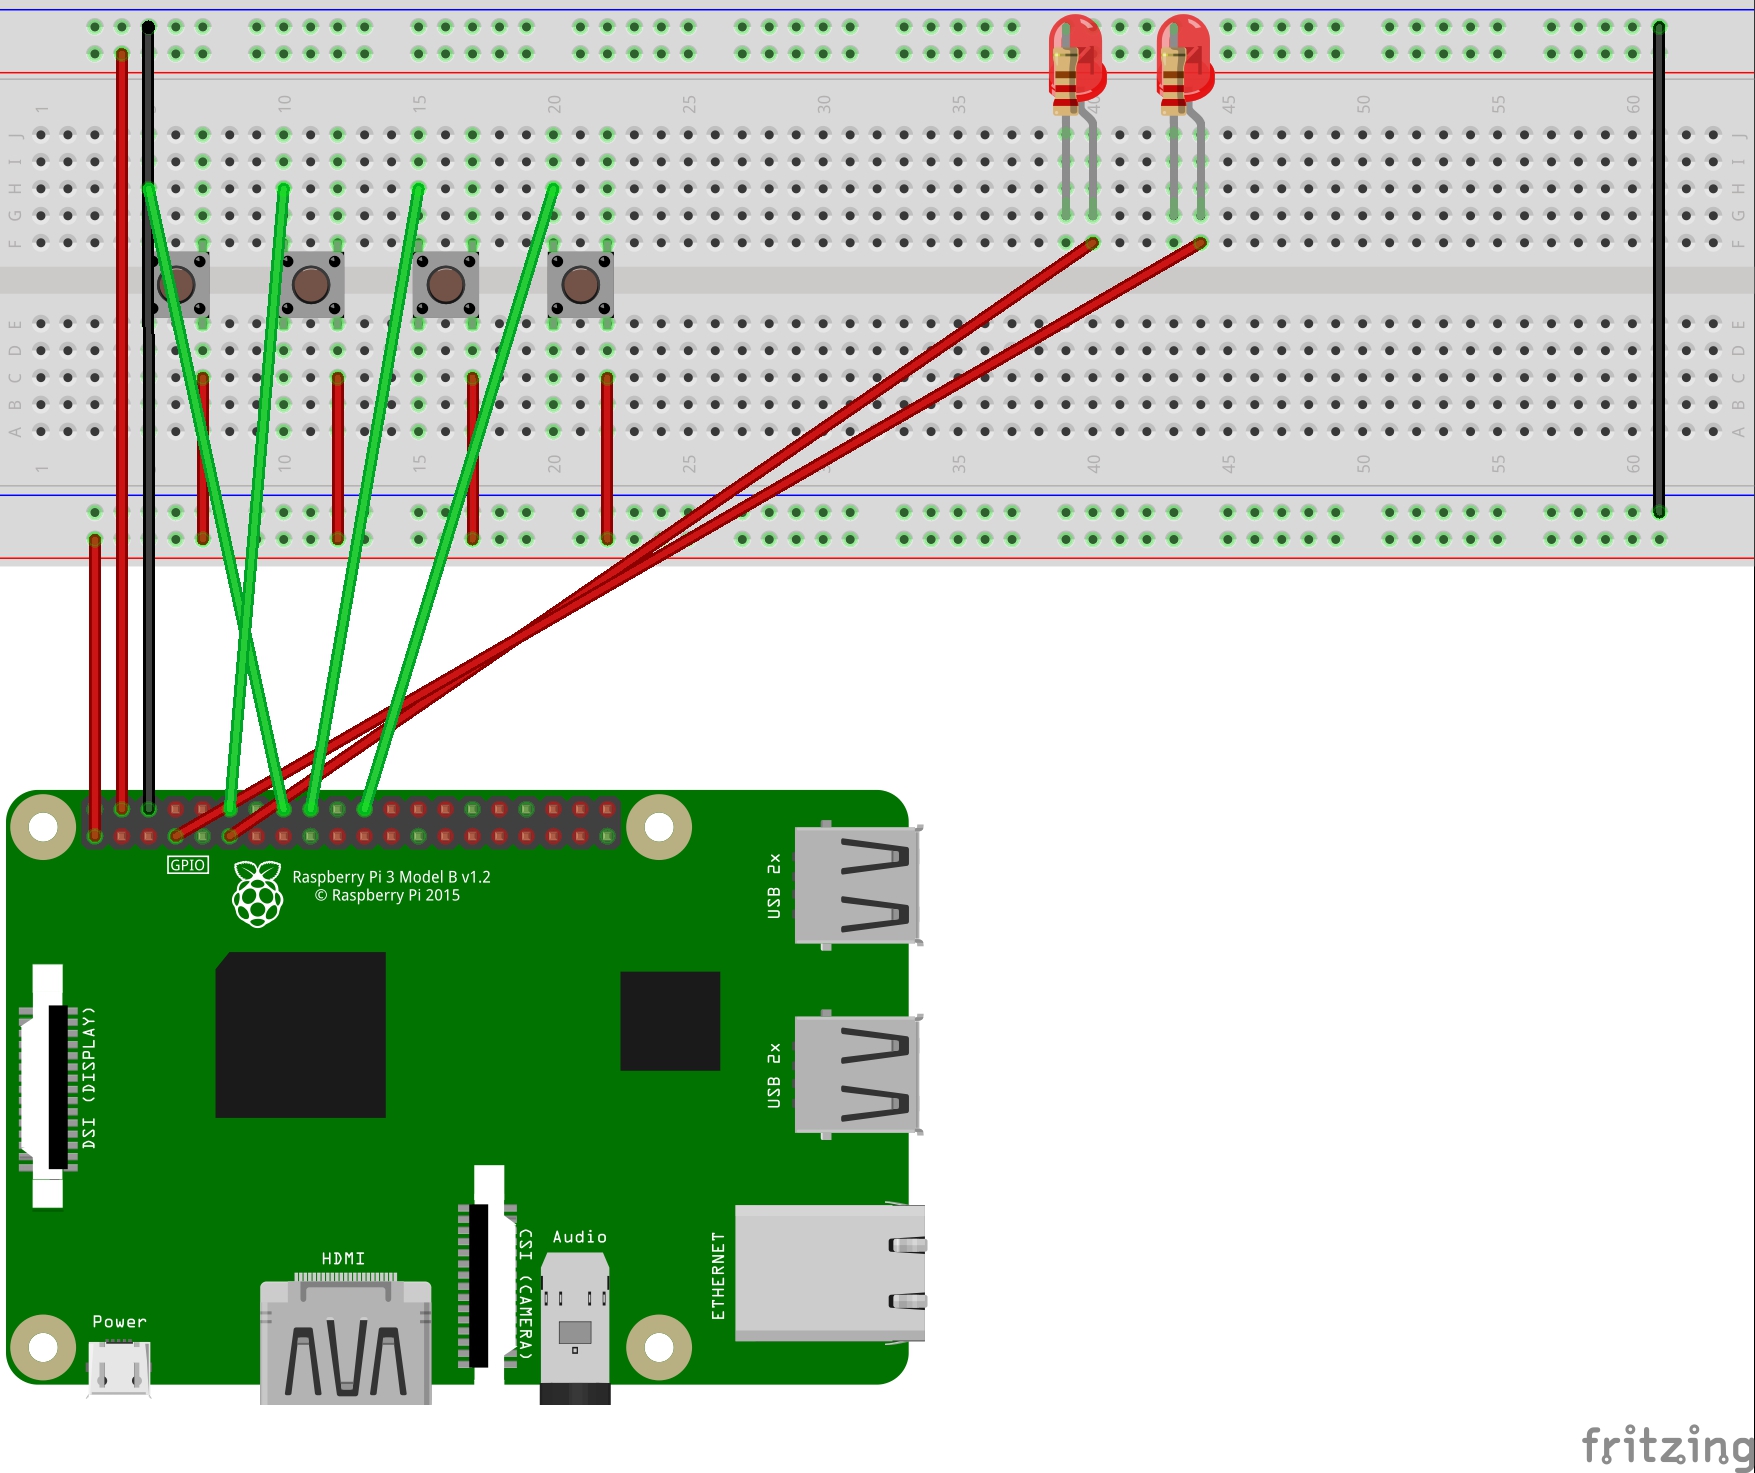 1 10 15 20 25 30 35 40 45 50 55 60
J J
I I
H H
G G
F F
E E
D D
C C
B B
A A
1 10 15 20 25 30 35 40 45 50 55 60
GPIO
Raspberry Pi 3 Model B v1.2
© Raspberry Pi 2015
USB 2x
DSI (DISPLAY)
USB 2x
Audio
CSI (CAMERA)
ETHERNET
HDMI
Power
fritzing